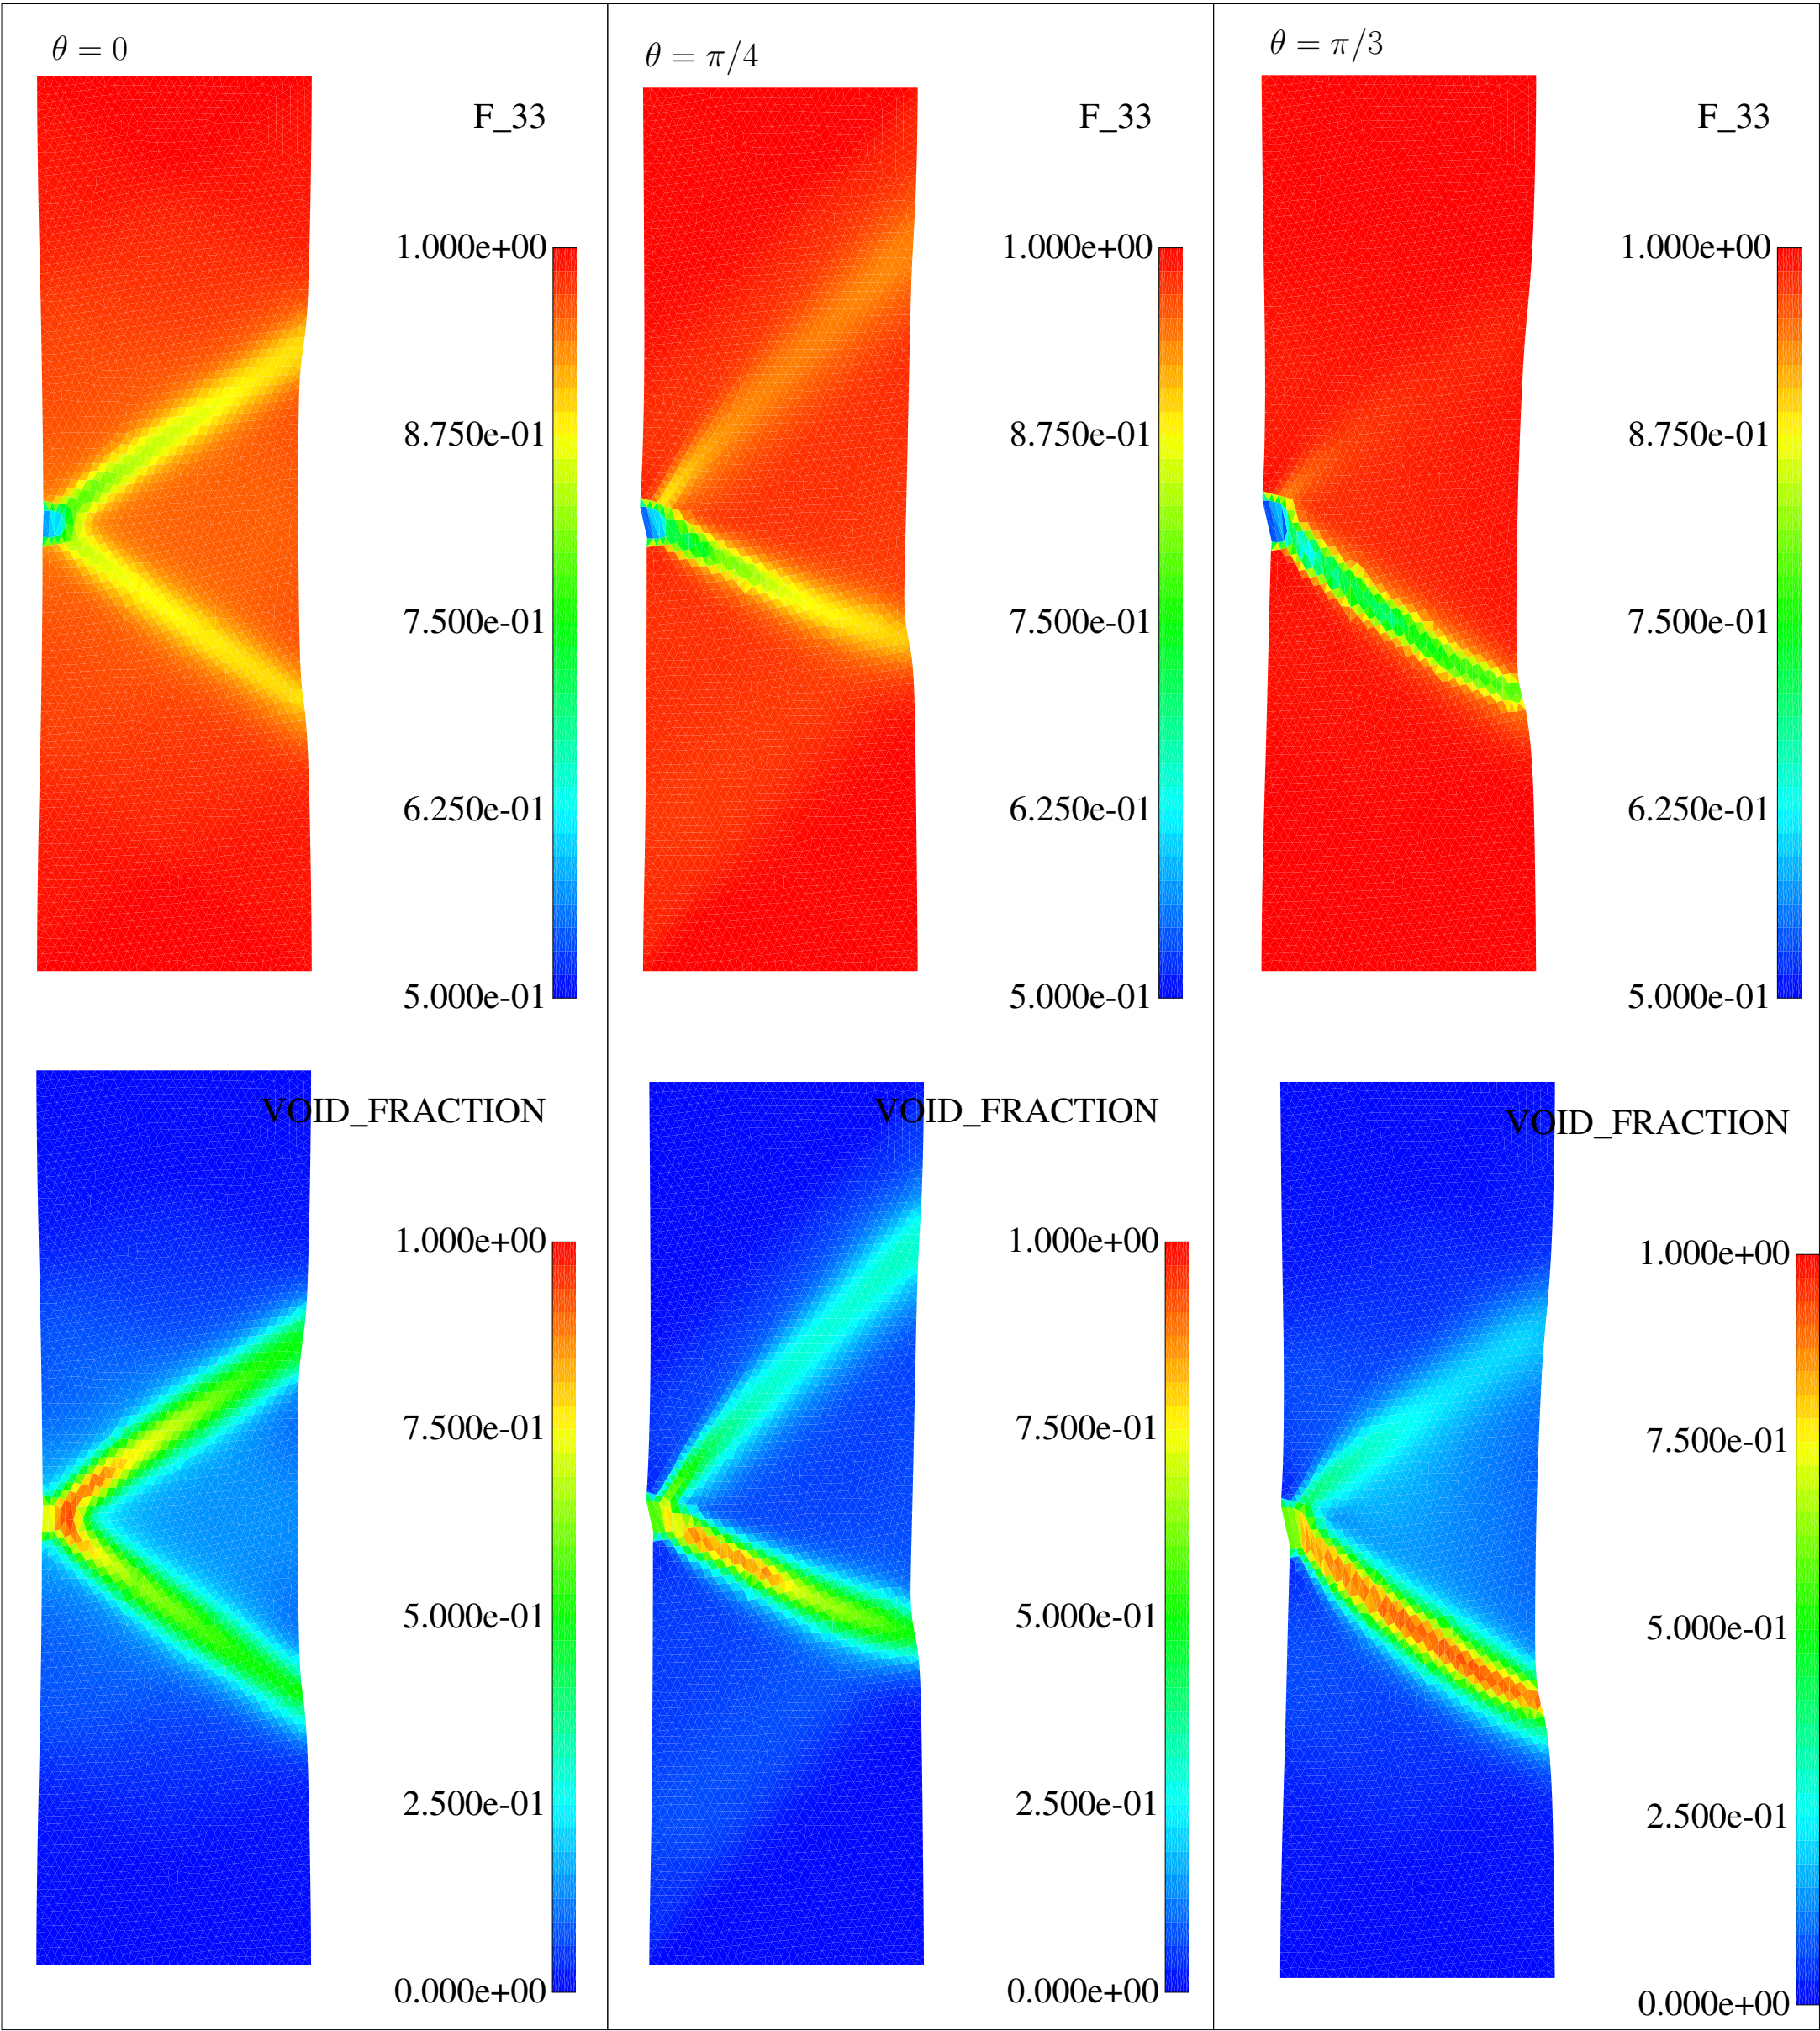 θ = 0
F_33
1.000e+00
8.750e-01
7.500e-01
6.250e-01
5.000e-01
θ = π/4
F_33
1.000e+00
8.750e-01
7.500e-01
6.250e-01
5.000e-01
θ = π/3
F_33
1.000e+00
8.750e-01
7.500e-01
6.250e-01
5.000e-01
VOID_FRACTION
1.000e+00
7.500e-01
5.000e-01
2.500e-01
0.000e+00
VOID_FRACTION
1.000e+00
7.500e-01
5.000e-01
2.500e-01
0.000e+00
VOID_FRACTION
1.000e+00
7.500e-01
5.000e-01
2.500e-01
0.000e+00